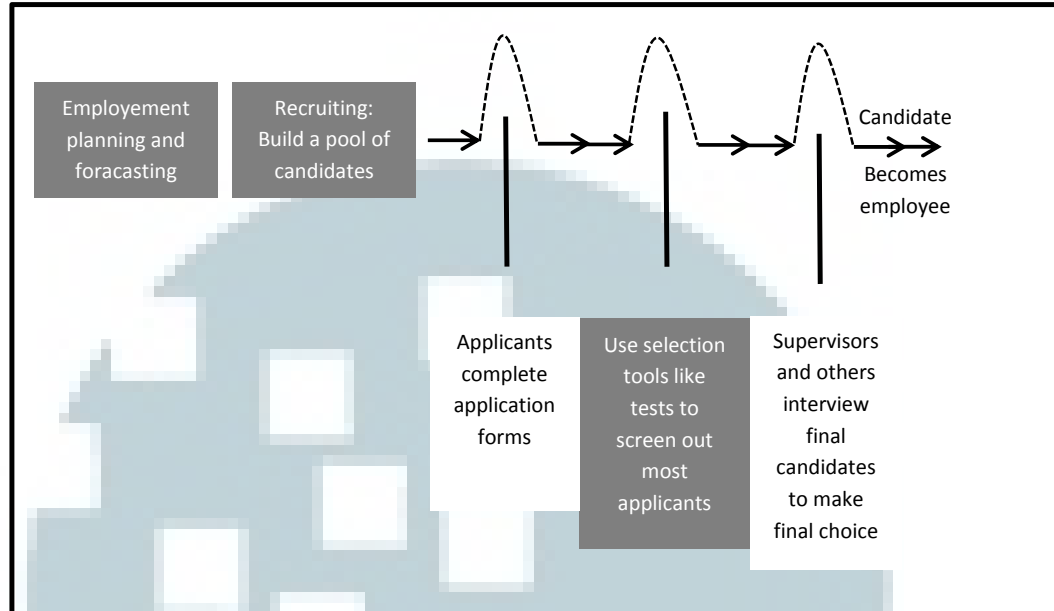 Employement
planning and
foracasting
Recruiting:
Build a pool of
candidates
Candidate
Becomes
employee
Applicants
complete
application
forms
Use selection
tools like
tests to
screen out
most
applicants
Supervisors
and others
interview
final
candidates
to make
final choice